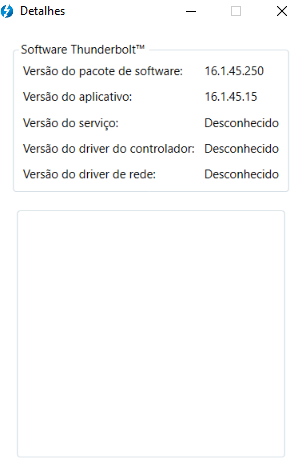 Detalhes
Software Thunderbolt™
Versão do pacote de software: 16.1.45.250
Versão do aplicativo: 16.1.45.15
Versão do serviço: Desconhecido
Versão do driver do controlador: Desconhecido
Versão do driver de rede: Desconhecido